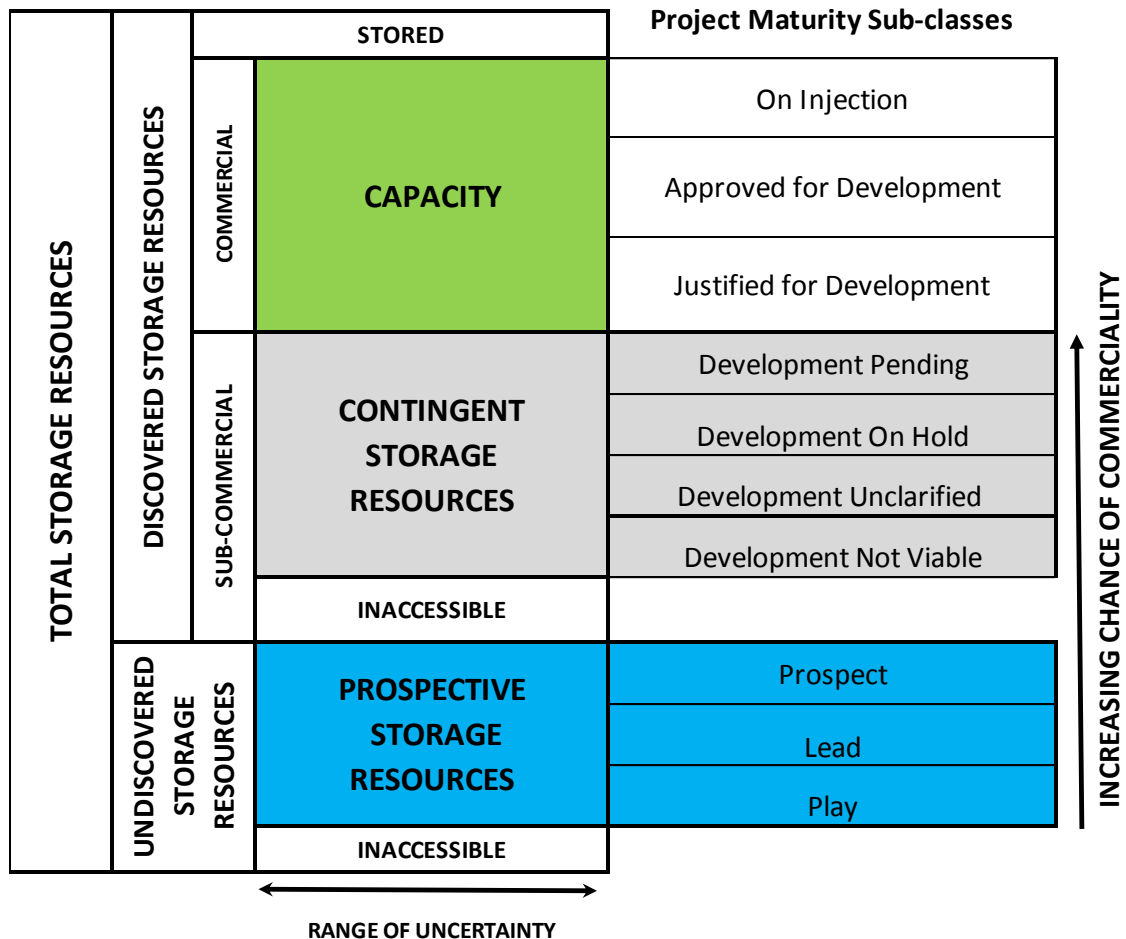 Project Maturity Sub-classes
TOTAL STORAGE RESOURCES
DISCOVERED STORAGE RESOURCES
STORED
COMMERCIAL
CAPACITY
On Injection
Approved for Development
Justified for Development
SUB-COMMERCIAL
CONTINGENT
STORAGE
RESOURCES
Development Pending
Development On Hold
Development Unclarified
Development Not Viable
INACCESSIBLE
UNDISCOVERED
STORAGE
RESOURCES
PROSPECTIVE
STORAGE
RESOURCES
Prospect
Lead
Play
INACCESSIBLE
INCREASING CHANCE OF COMMERCIALITY
RANGE OF UNCERTAINTY